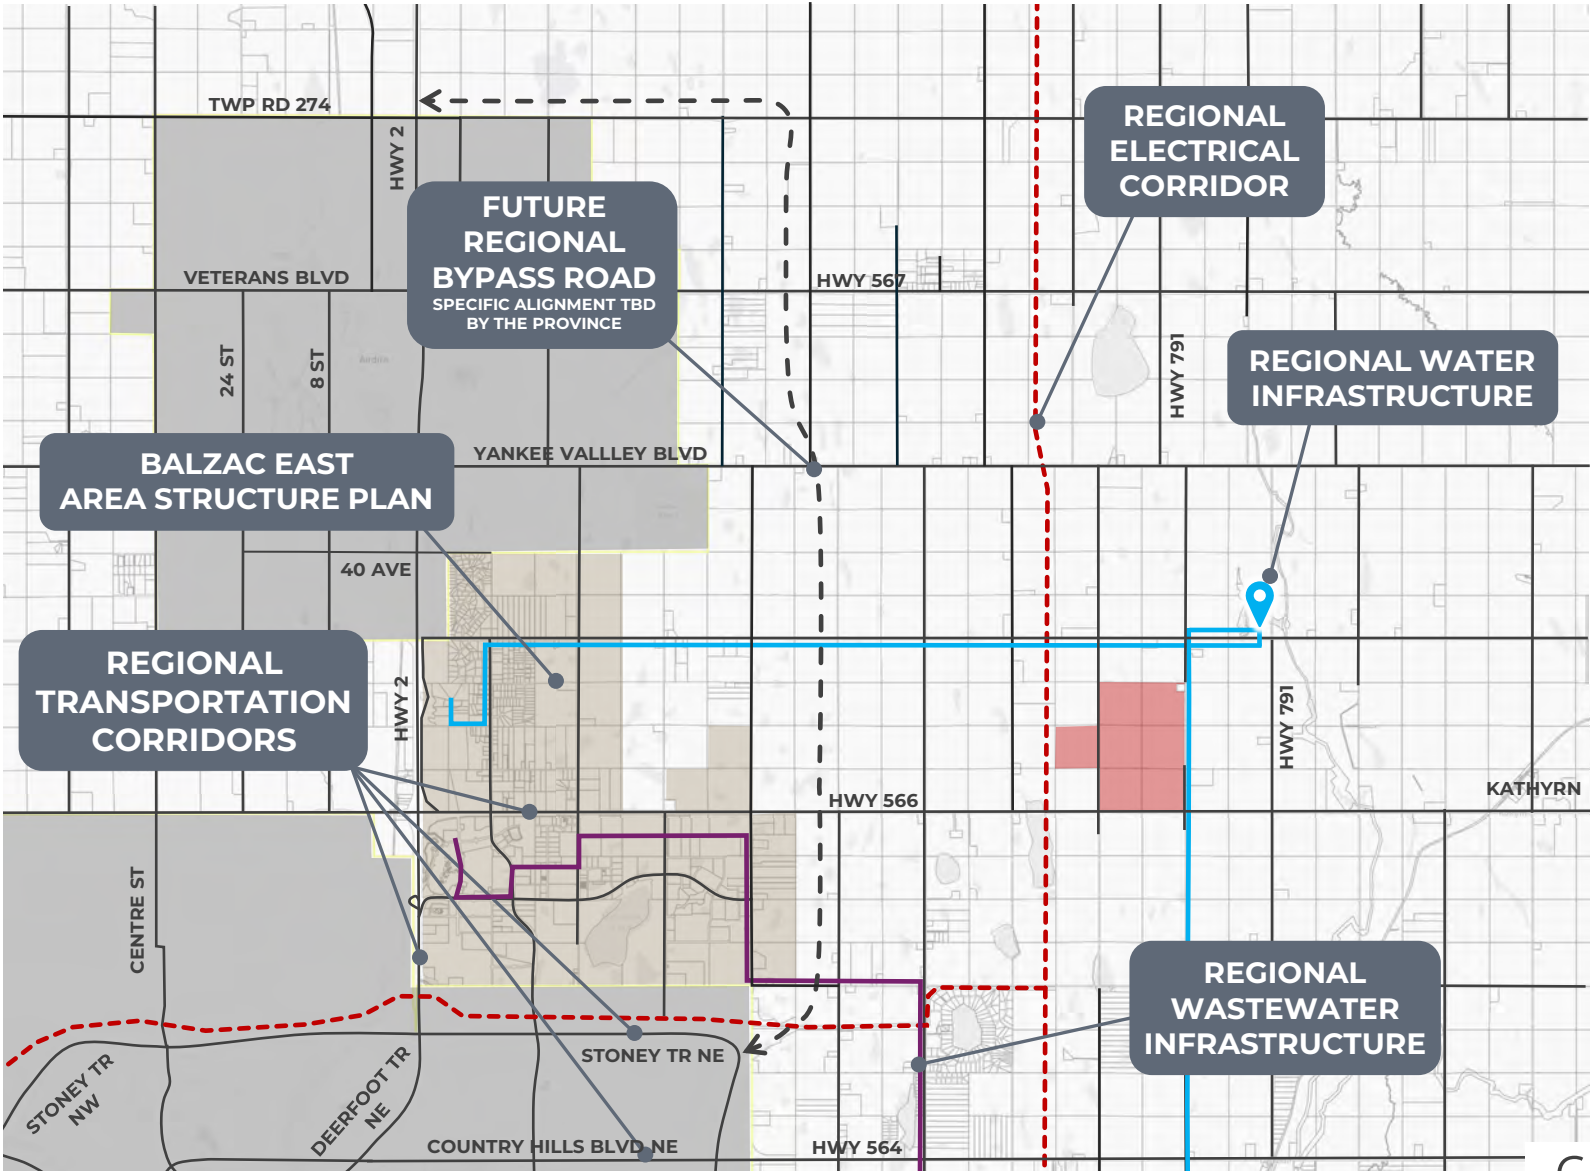 TWP RD 274
HWY 2
REGIONAL
ELECTRICAL
CORRIDOR
FUTURE
REGIONAL
BYPASS ROAD
SPECIFIC ALIGNMENT TBD
BY THE PROVINCE
VETERANS BLVD
HWY 567
24 ST
8 ST
Airdrie
HWY 791
REGIONAL WATER
INFRASTRUCTURE
BALZAC EAST
AREA STRUCTURE PLAN
YANKEE VALLLEY BLVD
40 AVE
REGIONAL
TRANSPORTATION
CORRIDORS
HWY 2
HWY 791
HWY 566
KATHYRN
CENTRE ST
REGIONAL
WASTEWATER
INFRASTRUCTURE
STONEY TR NE
STONEY TR
NW
DEERFOOT TR
NE
COUNTRY HILLS BLVD NE
HWY 564